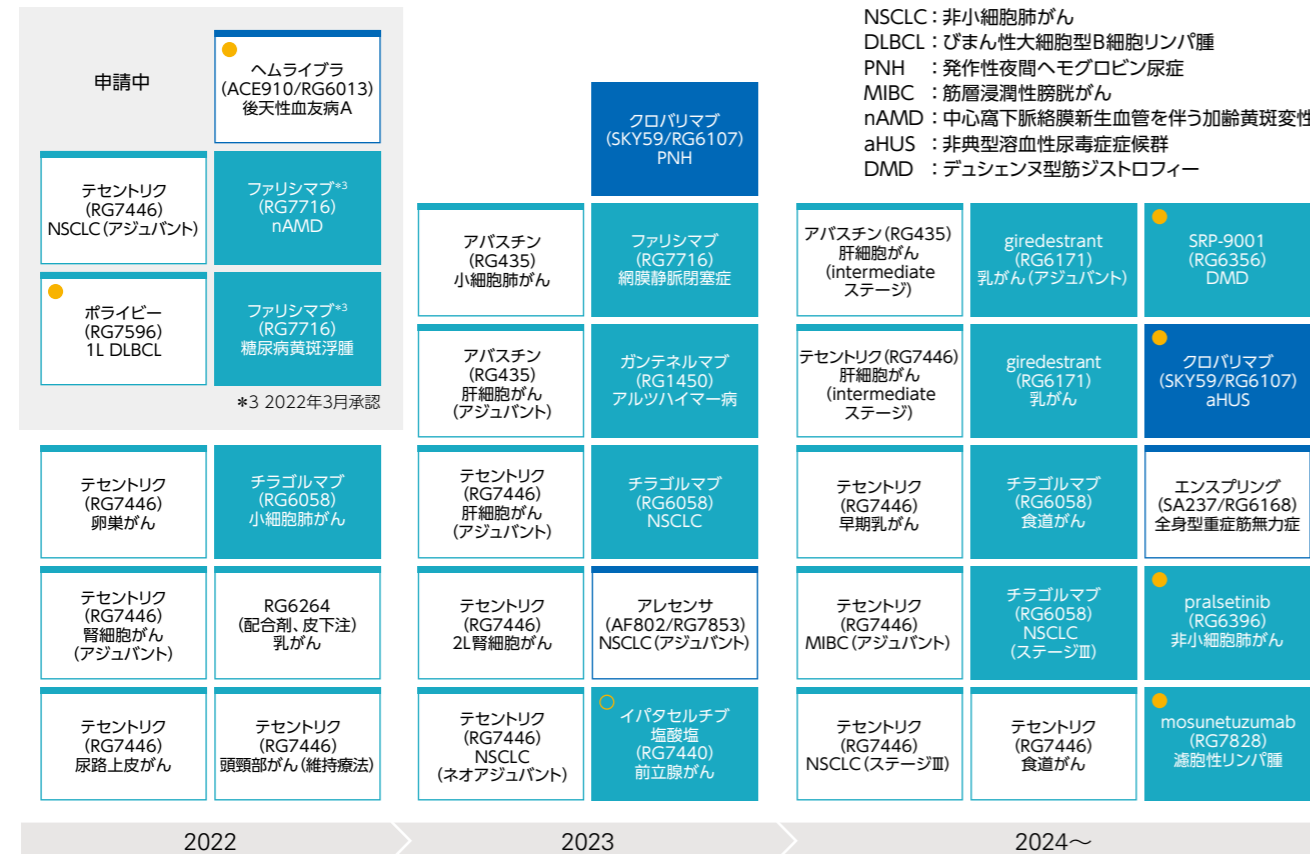 NSCLC：非小細胞肺がん
DLBCL：びまん性大細胞型B細胞リンパ腫
PNH ：発作性夜間ヘモグロビン尿症
MIBC ：筋層浸潤性膀胱がん
nAMD：中心窩下脈絡膜新生血管を伴う加齢黄斑変性
aHUS ：非典型溶血性尿毒症症候群
DMD ：デュシェンヌ型筋ジストロフィー
申請中
ヘムライブラ
(ACE910/RG6013)
後天性血友病A
テセントリク
(RG7446)
NSCLC(アジュバント)
ファリシマブ*3
(RG7716)
nAMD
ポライビー
(RG7596)
1L DLBCL
ファリシマブ*3
(RG7716)
糖尿病黄斑浮腫
*3 2022年3月承認
テセントリク
(RG7446)
卵巣がん
チラゴルマブ
(RG6058)
小細胞肺がん
テセントリク
(RG7446)
腎細胞がん
(アジュバント)
RG6264
(配合剤、皮下注)
乳がん
テセントリク
(RG7446)
尿路上皮がん
テセントリク
(RG7446)
頭頸部がん(維持療法)
クロバリマブ
(SKY59/RG6107)
PNH
アバスチン
(RG435)
小細胞肺がん
ファリシマブ
(RG7716)
網膜静脈閉塞症
アバスチン
(RG435)
肝細胞がん
(アジュバント)
ガンテネルマブ
(RG1450)
アルツハイマー病
テセントリク
(RG7446)
肝細胞がん
(アジュバント)
チラゴルマブ
(RG6058)
NSCLC
テセントリク
(RG7446)
2L腎細胞がん
アレセンサ
(AF802/RG7853)
NSCLC(アジュバント)
テセントリク
(RG7446)
NSCLC
(ネオアジュバント)
イパタセルチブ
塩酸塩
(RG7440)
前立腺がん
アバスチン(RG435)
肝細胞がん
(intermediate
ステージ)
giredestrant
(RG6171)
乳がん(アジュバント)
SRP-9001
(RG6356)
DMD
テセントリク(RG7446)
肝細胞がん
(intermediate
ステージ)
giredestrant
(RG6171)
乳がん
クロバリマブ
(SKY59/RG6107)
aHUS
テセントリク
(RG7446)
早期乳がん
チラゴルマブ
(RG6058)
食道がん
エンスプリング
(SA237/RG6168)
全身型重症筋無力症
テセントリク
(RG7446)
MIBC(アジュバント)
チラゴルマブ
(RG6058)
NSCLC
(ステージⅢ)
pralsetinib
(RG6396)
非小細胞肺がん
テセントリク
(RG7446)
NSCLC(ステージⅢ)
テセントリク
(RG7446)
食道がん
mosunetuzumab
(RG7828)
濾胞性リンパ腫
2022
2023
2024～